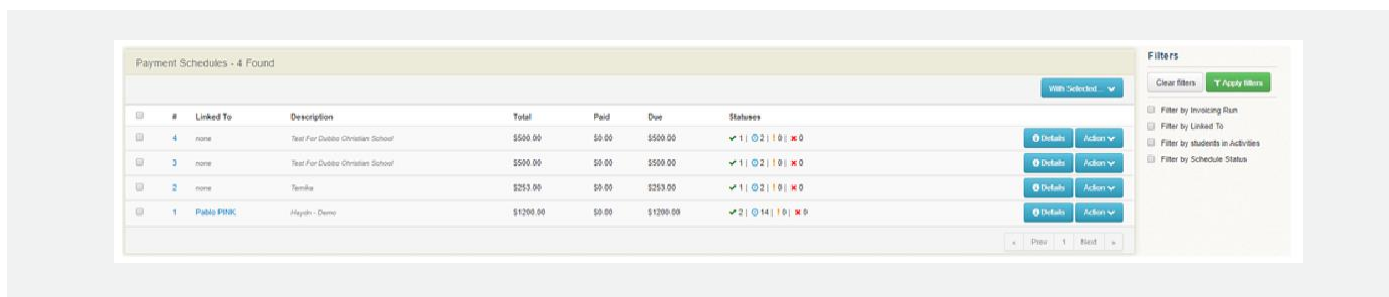 Payment Schedules - 4 Found
With Selected...
# Linked To Description Total Paid Due Statuses
4 none Test For Dubbo Christian School $500.00 $0.00 $500.00 1 | 2 | ! 0 | 0 Details Action
3 none Test For Dubbo Christian School $500.00 $0.00 $500.00 1 | 2 | ! 0 | 0 Details Action
2 none Temika $253.00 $0.00 $253.00 1 | 2 | ! 0 | 0 Details Action
1 Pablo PINK Haydn - Demo $1200.00 $0.00 $1200.00 2 | 14 | ! 0 | 0 Details Action
« Prev 1 Next »
Filters
Clear filters Apply filters
Filter by Invoicing Run
Filter by Linked To
Filter by students in Activities
Filter by Schedule Status